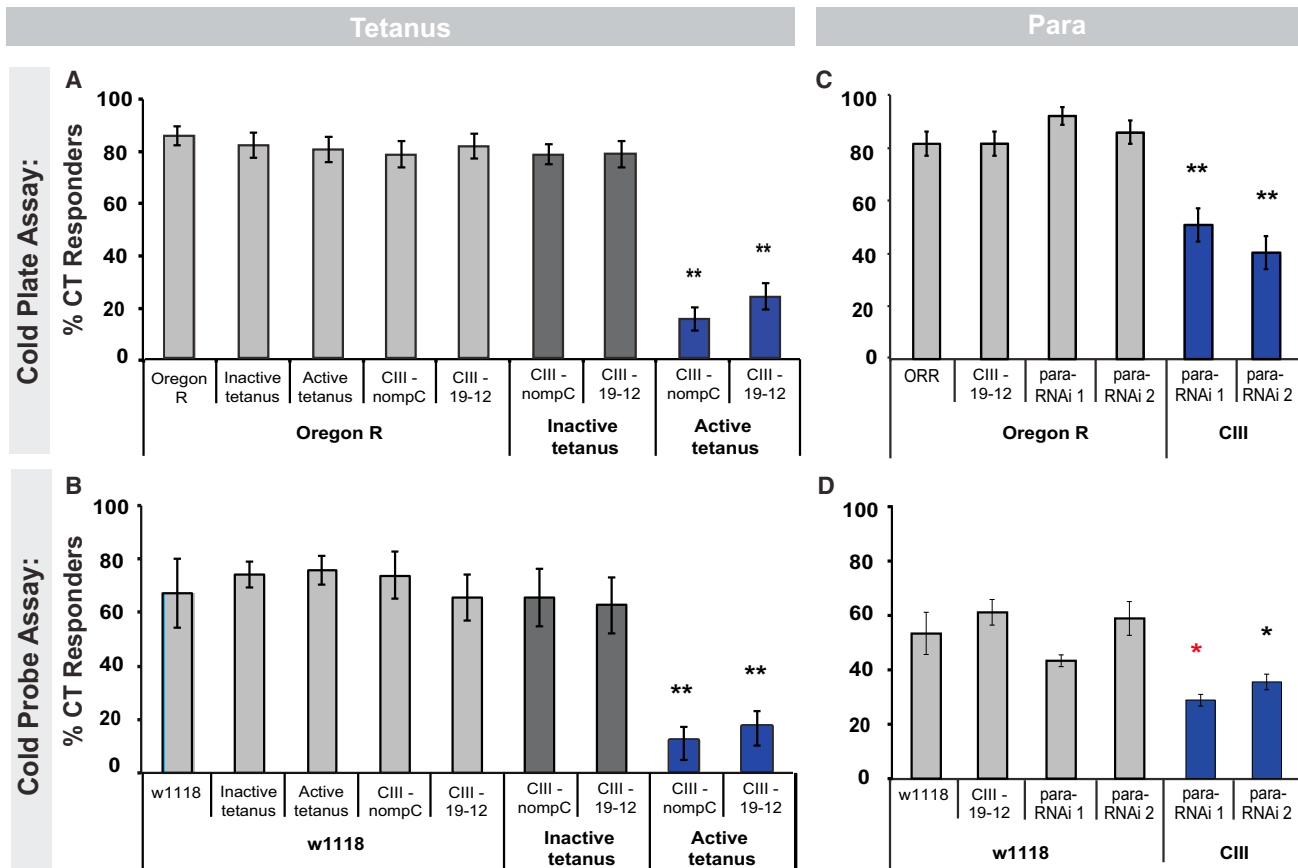 Tetanus
Para
Cold Plate Assay:
A
% CT Responders
100
80
60
40
20
0
** **
Oregon R
Inactive tetanus
Active tetanus
CIII - nompC
CIII - 19-12
CIII - nompC
CIII - 19-12
CIII - nompC
CIII - 19-12
Oregon R
Inactive tetanus
Active tetanus
C
100
80
60
40
20
0
** **
ORR
CIII - 19-12
para- RNAi 1
para- RNAi 2
para- RNAi 1
para- RNAi 2
Oregon R
CIII
Cold Probe Assay:
B
% CT Responders
100
80
60
40
20
0
** **
w1118
Inactive tetanus
Active tetanus
CIII - nompC
CIII - 19-12
CIII - nompC
CIII - 19-12
CIII - nompC
CIII - 19-12
w1118
Inactive tetanus
Active tetanus
D
100
80
60
40
20
0
* *
w1118
CIII - 19-12
para- RNAi 1
para- RNAi 2
para- RNAi 1
para- RNAi 2
w1118
CIII